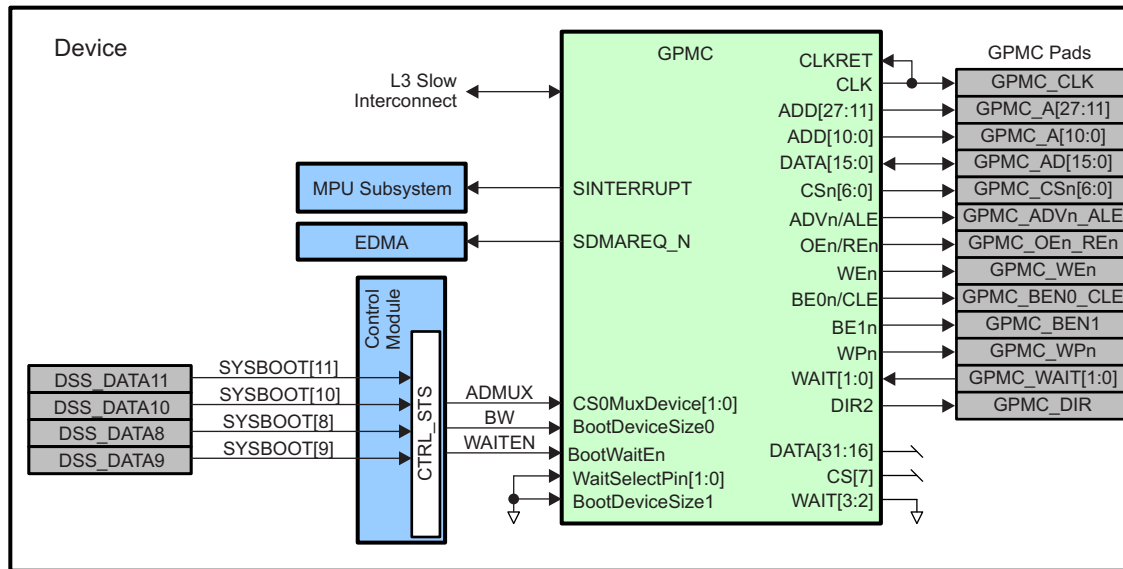 Device
L3 Slow
Interconnect
MPU Subsystem
EDMA
Control
Module
CTRL_STS
DSS_DATA11
DSS_DATA10
DSS_DATA8
DSS_DATA9
SYSBOOT[11]
SYSBOOT[10]
SYSBOOT[8]
SYSBOOT[9]
ADMUX
BW
WAITEN
GPMC
SINTERRUPT
SDMAREQ_N
CS0MuxDevice[1:0]
BootDeviceSize0
BootWaitEn
WaitSelectPin[1:0]
BootDeviceSize1
CLKRET
CLK
ADD[27:11]
ADD[10:0]
DATA[15:0]
CSn[6:0]
ADVn/ALE
OEn/REn
WEn
BE0n/CLE
BE1n
WPn
WAIT[1:0]
DIR2
DATA[31:16]
CS[7]
WAIT[3:2]
GPMC Pads
GPMC_CLK
GPMC_A[27:11]
GPMC_A[10:0]
GPMC_AD[15:0]
GPMC_CSn[6:0]
GPMC_ADVn_ALE
GPMC_OEn_REn
GPMC_WEn
GPMC_BEN0_CLE
GPMC_BEN1
GPMC_WPn
GPMC_WAIT[1:0]
GPMC_DIR